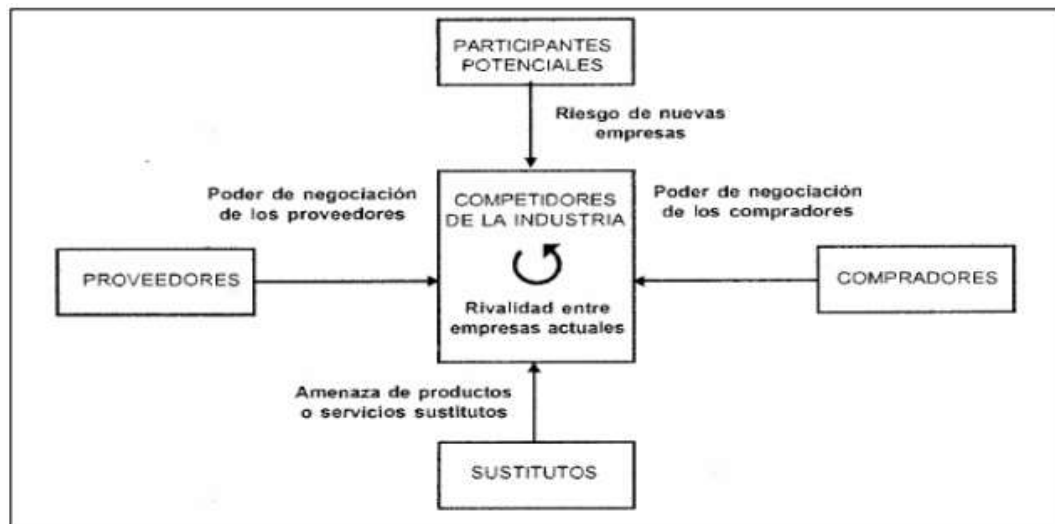 PARTICIPANTES
POTENCIALES
Riesgo de nuevas
empresas
Poder de negociación
de los proveedores
COMPETIDORES
DE LA INDUSTRIA
Rivalidad entre
empresas actuales
Poder de negociación
de los compradores
PROVEEDORES
COMPRADORES
Amenaza de productos
o servicios sustitutos
SUSTITUTOS